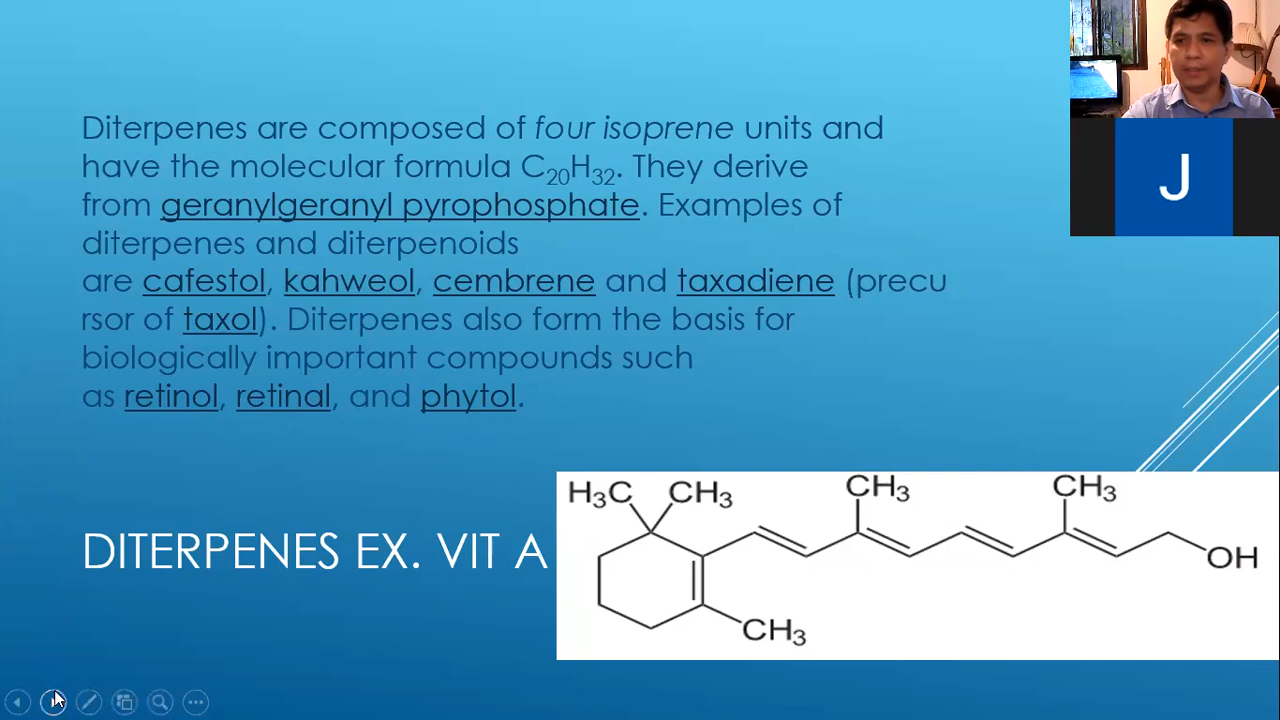 Diterpenes are composed of four isoprene units and
have the molecular formula C20H32. They derive
from geranylgeranyl pyrophosphate. Examples of
diterpenes and diterpenoids
are cafestol, kahweol, cembrene and taxadiene (precu
rsor of taxol). Diterpenes also form the basis for
biologically important compounds such
as retinol, retinal, and phytol.
DITERPENES EX. VIT A
H3C CH3 CH3 CH3
OH
CH3
J